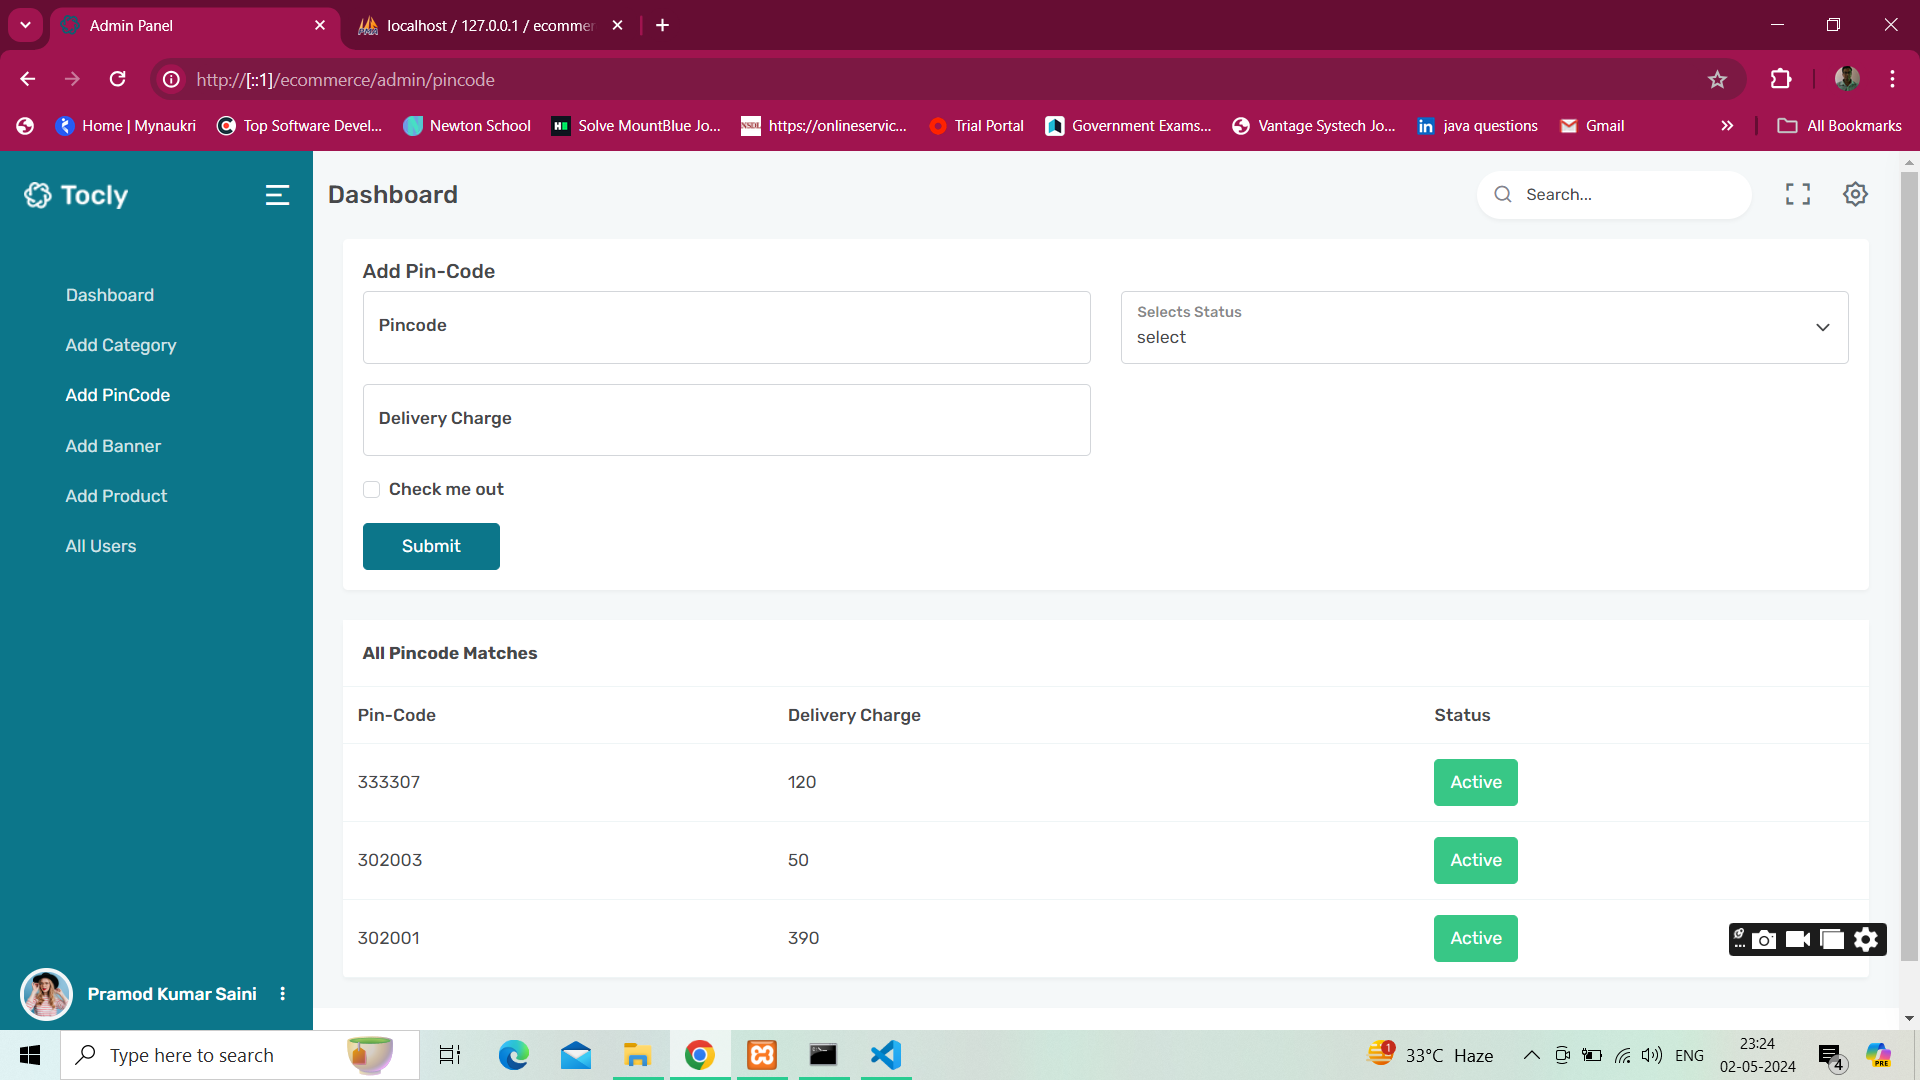 Admin Panel
localhost / 127.0.0.1 / ecommer
http://[::1]/ecommerce/admin/pincode
Home | Mynaukri
Top Software Devel...
Newton School
Solve MountBlue Jo...
NSDL
https://onlineservic...
Trial Portal
Government Exams...
Vantage Systech Jo...
java questions
Gmail
All Bookmarks
Tocly
Dashboard
Search...
Dashboard
Add Category
Add PinCode
Add Banner
Add Product
All Users
Add Pin-Code
Pincode
Selects Status
select
Delivery Charge
Check me out
Submit
All Pincode Matches
Pin-Code Delivery Charge Status
333307 120 Active
302003 50 Active
302001 390 Active
Pramod Kumar Saini
Type here to search
1
33°C Haze
ENG
23:24
02-05-2024
4
PRE